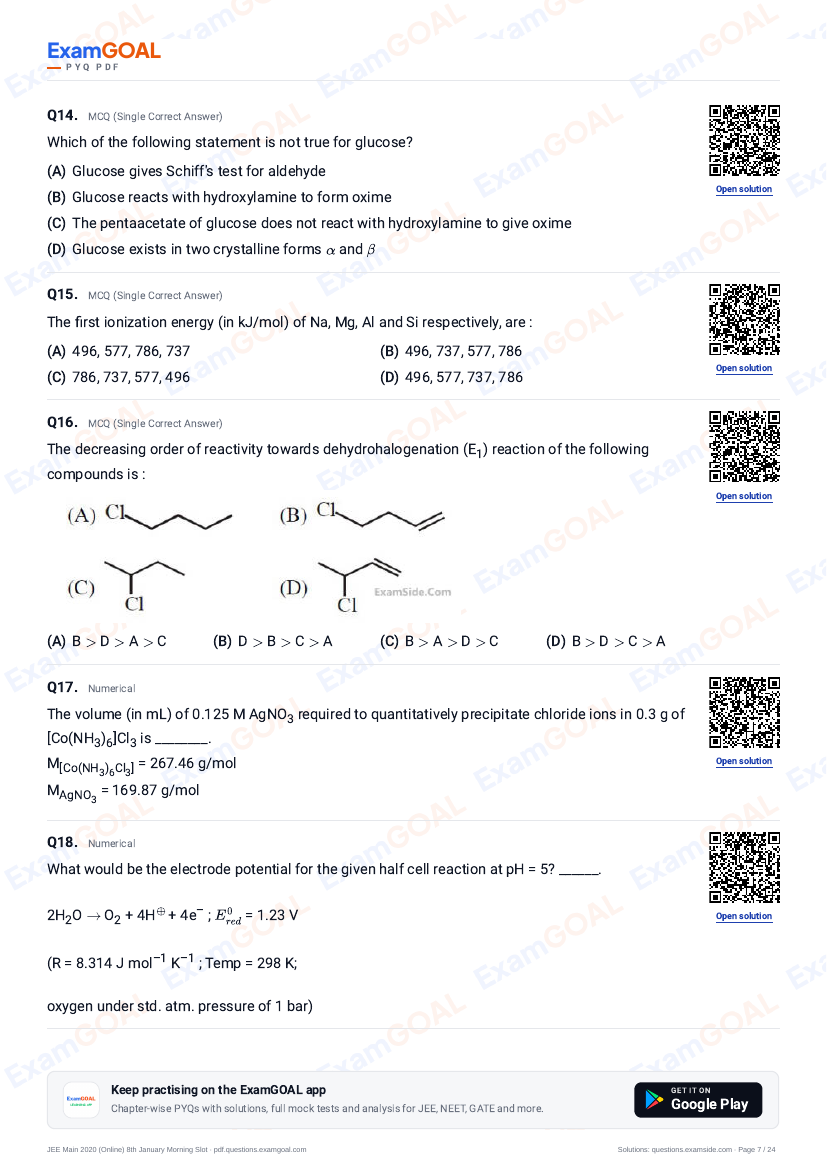 ExamGOAL
PYQ PDF
Q14. MCQ (Single Correct Answer)
Which of the following statement is not true for glucose?
(A) Glucose gives Schiff's test for aldehyde
(B) Glucose reacts with hydroxylamine to form oxime
(C) The pentaacetate of glucose does not react with hydroxylamine to give oxime
(D) Glucose exists in two crystalline forms α and β
Open solution
Q15. MCQ (Single Correct Answer)
The first ionization energy (in kJ/mol) of Na, Mg, Al and Si respectively, are :
(A) 496, 577, 786, 737 (B) 496, 737, 577, 786
(C) 786, 737, 577, 496 (D) 496, 577, 737, 786
Open solution
Q16. MCQ (Single Correct Answer)
The decreasing order of reactivity towards dehydrohalogenation (E₁) reaction of the following
compounds is :
Open solution
(A) Cl (B) Cl
(C) Cl (D) Cl ExamSide.Com
(A) B > D > A > C (B) D > B > C > A (C) B > A > D > C (D) B > D > C > A
Q17. Numerical
The volume (in mL) of 0.125 M AgNO₃ required to quantitatively precipitate chloride ions in 0.3 g of
[Co(NH₃)₆]Cl₃ is ________.
M[Co(NH₃)₆Cl₃] = 267.46 g/mol
MAgNO₃ = 169.87 g/mol
Open solution
Q18. Numerical
What would be the electrode potential for the given half cell reaction at pH = 5? ______.
2H₂O → O₂ + 4H⊕ + 4e⁻ ; E⁰red = 1.23 V
(R = 8.314 J mol⁻¹ K⁻¹ ; Temp = 298 K;
oxygen under std. atm. pressure of 1 bar)
Open solution
Keep practising on the ExamGOAL app
Chapter-wise PYQs with solutions, full mock tests and analysis for JEE, NEET, GATE and more.
GET IT ON
Google Play
JEE Main 2020 (Online) 8th January Morning Slot · pdf.questions.examgoal.com Solutions: questions.examside.com · Page 7 / 24